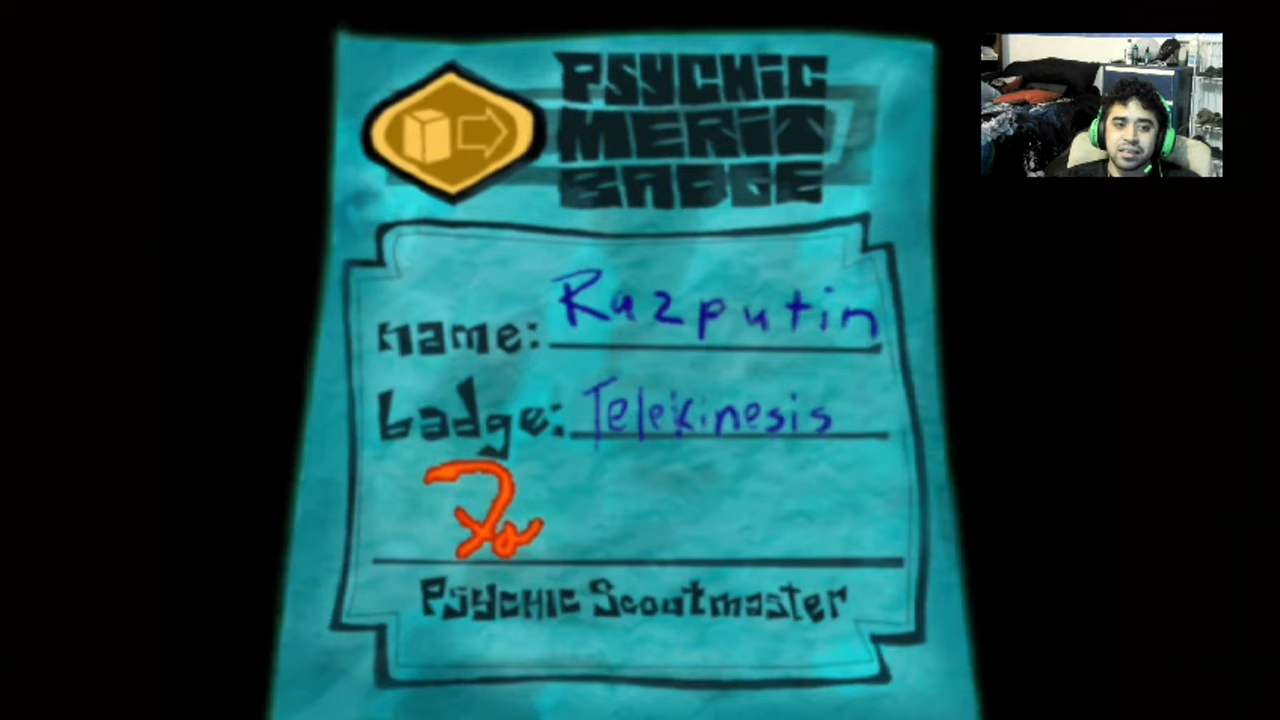 PSYCHIC
MERIT
BADGE
name: Razputin
badge: Telekinesis
Psychic Scoutmaster